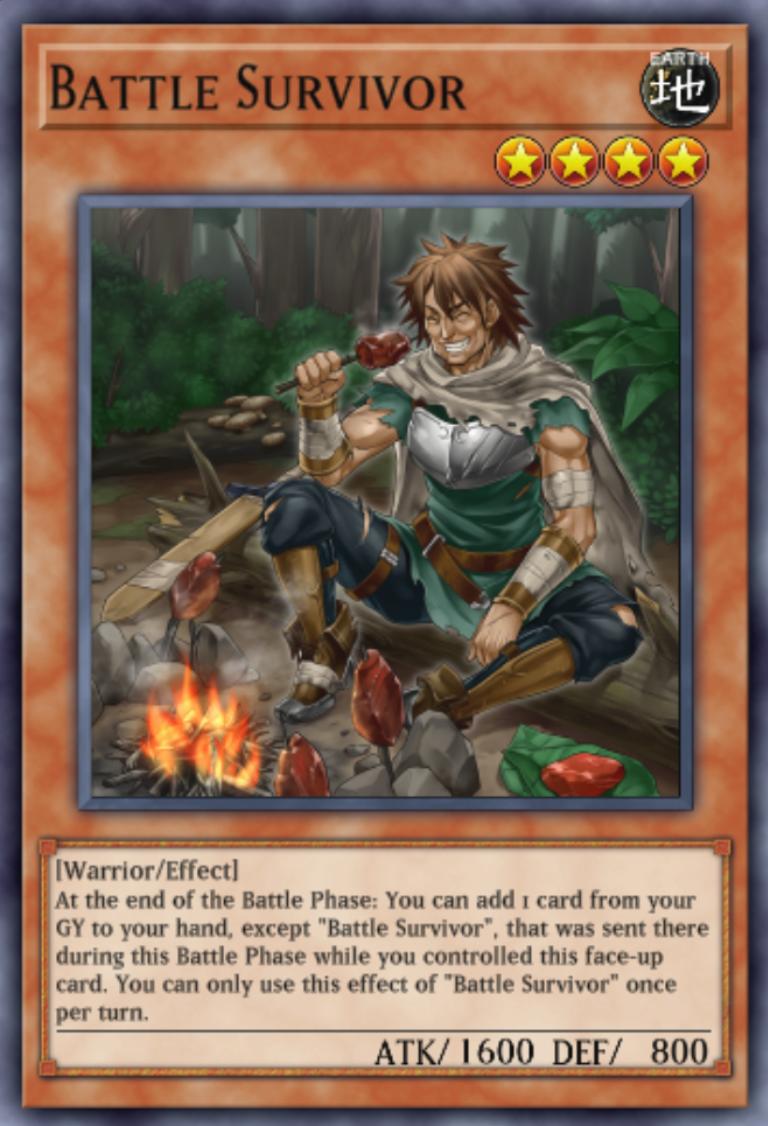 BATTLE SURVIVOR
EARTH
地
[Warrior/Effect]
At the end of the Battle Phase: You can add 1 card from your
GY to your hand, except "Battle Survivor", that was sent there
during this Battle Phase while you controlled this face-up
card. You can only use this effect of "Battle Survivor" once
per turn.
ATK/ 1600 DEF/ 800